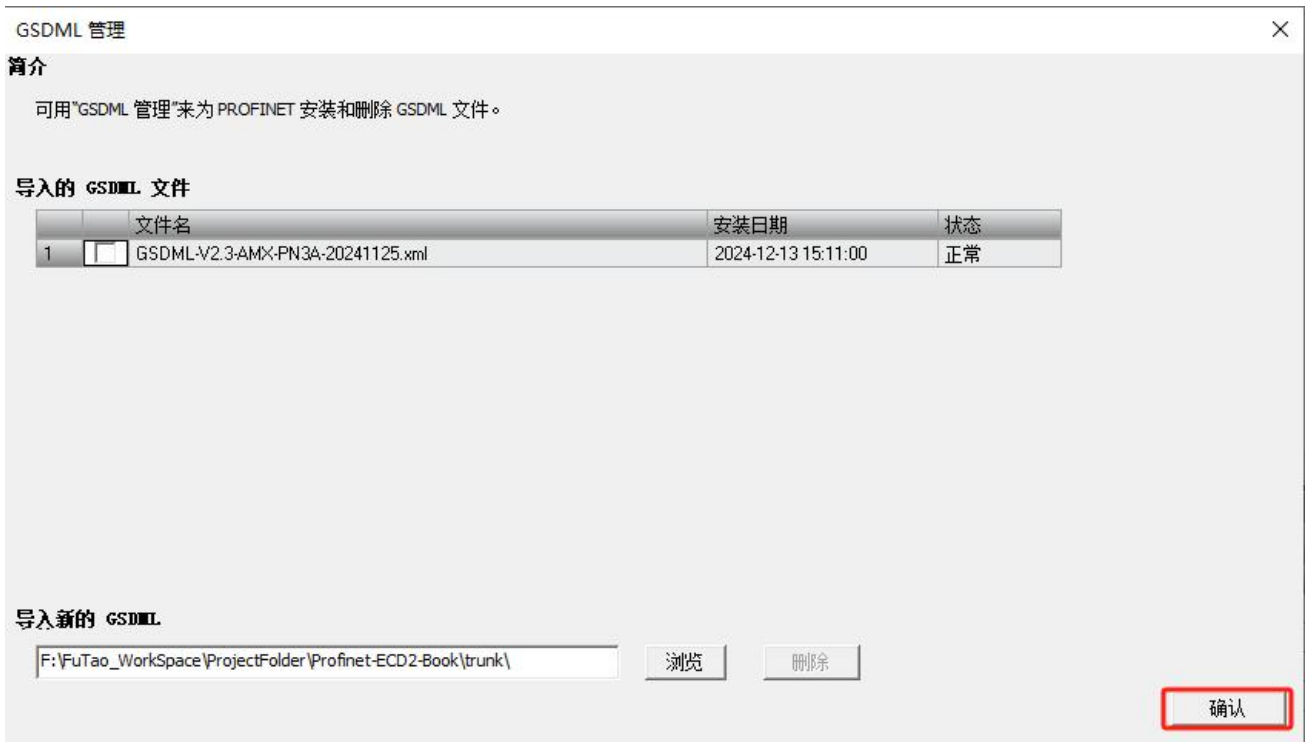 GSDML 管理
简介
可用"GSDML 管理"来为 PROFINET 安装和删除 GSDML 文件。
导入的 GSDML 文件
文件名 安装日期 状态
1 GSDML-V2.3-AMX-PN3A-20241125.xml 2024-12-13 15:11:00 正常
导入新的 GSDML
F:\FuTao_WorkSpace\ProjectFolder\Profinet-ECD2-Book\trunk\ 浏览 删除
确认